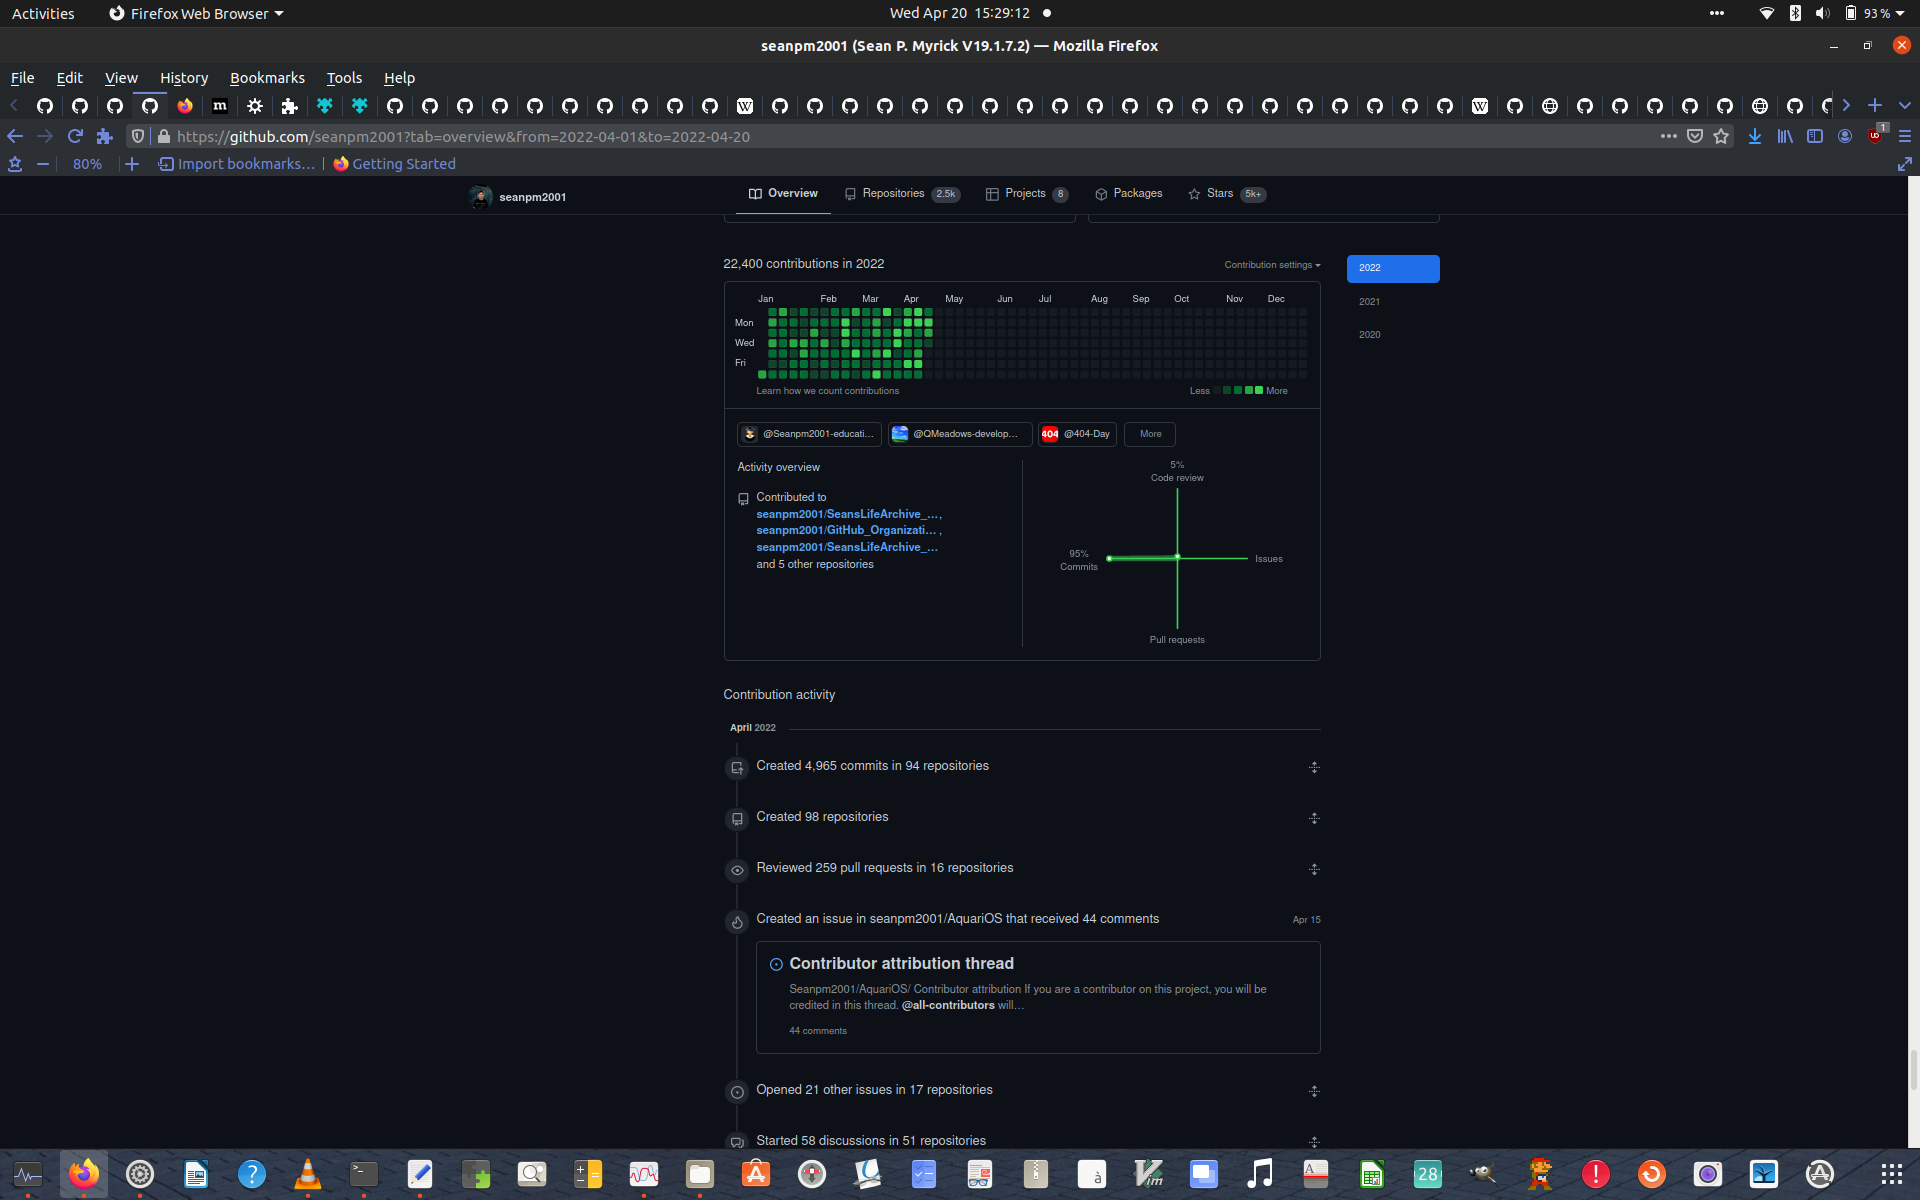 Activities
Firefox Web Browser
Wed Apr 20 15:29:12
93 %
seanpm2001 (Sean P. Myrick V19.1.7.2) — Mozilla Firefox
File Edit View History Bookmarks Tools Help
https://github.com/seanpm2001?tab=overview&from=2022-04-01&to=2022-04-20
1
80%
Import bookmarks...
Getting Started
seanpm2001
Overview
Repositories 2.5k
Projects 8
Packages
Stars 5k+
22,400 contributions in 2022
Contribution settings
2022
2021
2020
Jan Feb Mar Apr May Jun Jul Aug Sep Oct Nov Dec
Mon
Wed
Fri
Learn how we count contributions
Less More
@Seanpm2001-educati...
@QMeadows-develop...
404 @404-Day
More
Activity overview
Contributed to
seanpm2001/SeansLifeArchive_...,
seanpm2001/GitHub_Organizati... ,
seanpm2001/SeansLifeArchive_...
and 5 other repositories
5%
Code review
95%
Commits
Issues
Pull requests
Contribution activity
April 2022
Created 4,965 commits in 94 repositories
Created 98 repositories
Reviewed 259 pull requests in 16 repositories
Created an issue in seanpm2001/AquariOS that received 44 comments
Apr 15
Contributor attribution thread
Seanpm2001/AquariOS/ Contributor attribution If you are a contributor on this project, you will be
credited in this thread. @all-contributors will...
44 comments
Opened 21 other issues in 17 repositories
Started 58 discussions in 51 repositories
28